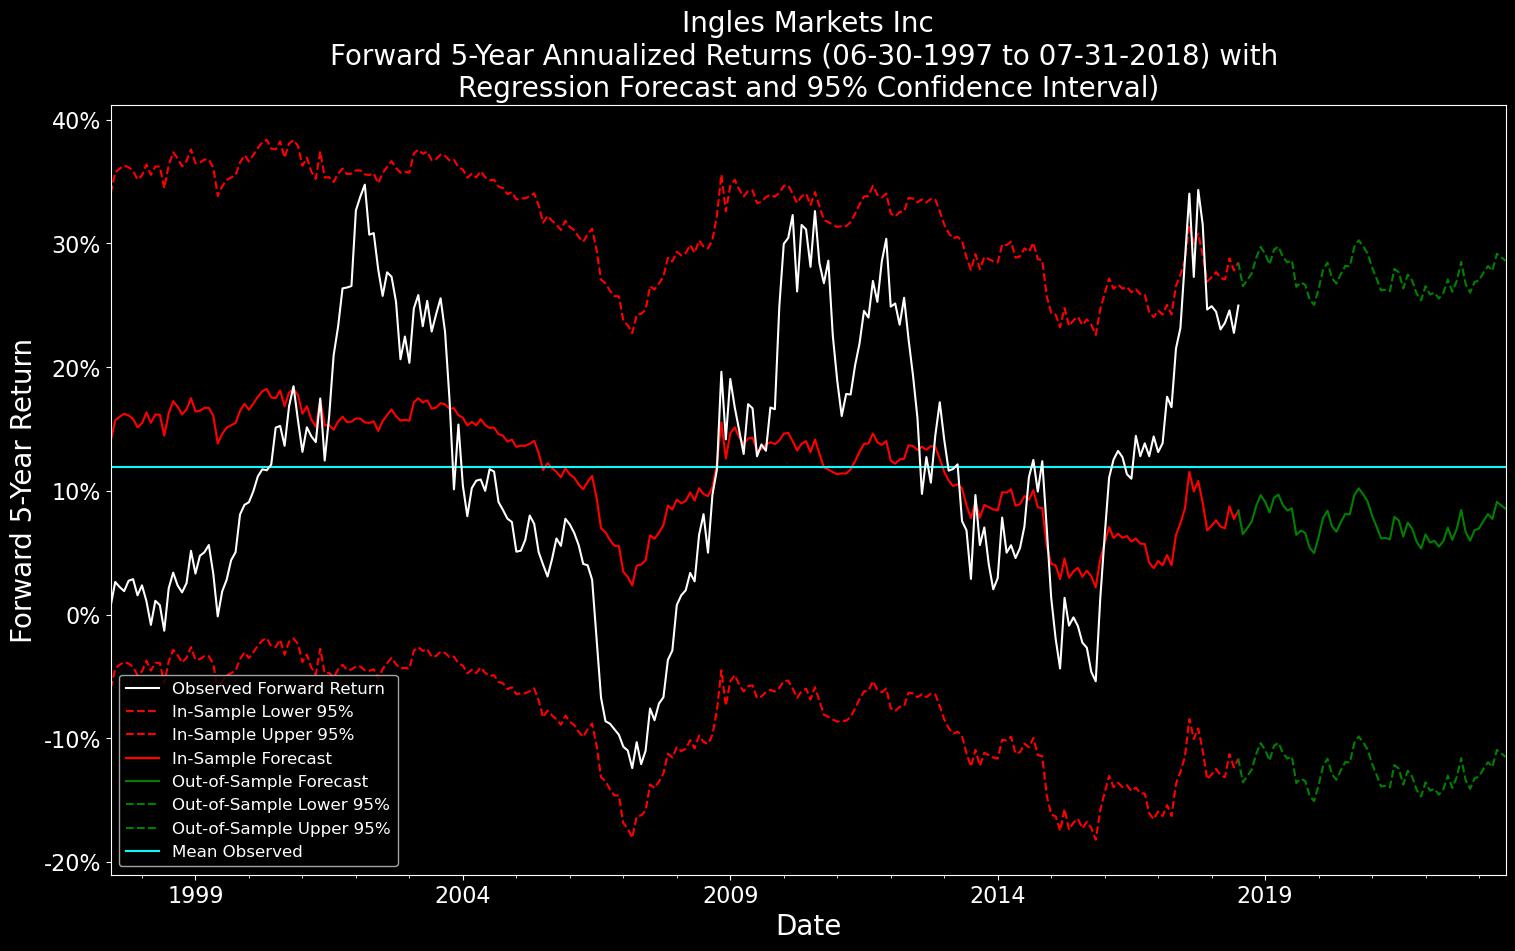 Ingles Markets Inc
Forward 5-Year Annualized Returns (06-30-1997 to 07-31-2018) with
Regression Forecast and 95% Confidence Interval)
Forward 5-Year Return
40%
30%
20%
10%
0%
-10%
-20%
Observed Forward Return
In-Sample Lower 95%
In-Sample Upper 95%
In-Sample Forecast
Out-of-Sample Forecast
Out-of-Sample Lower 95%
Out-of-Sample Upper 95%
Mean Observed
1999 2004 2009 2014 2019
Date